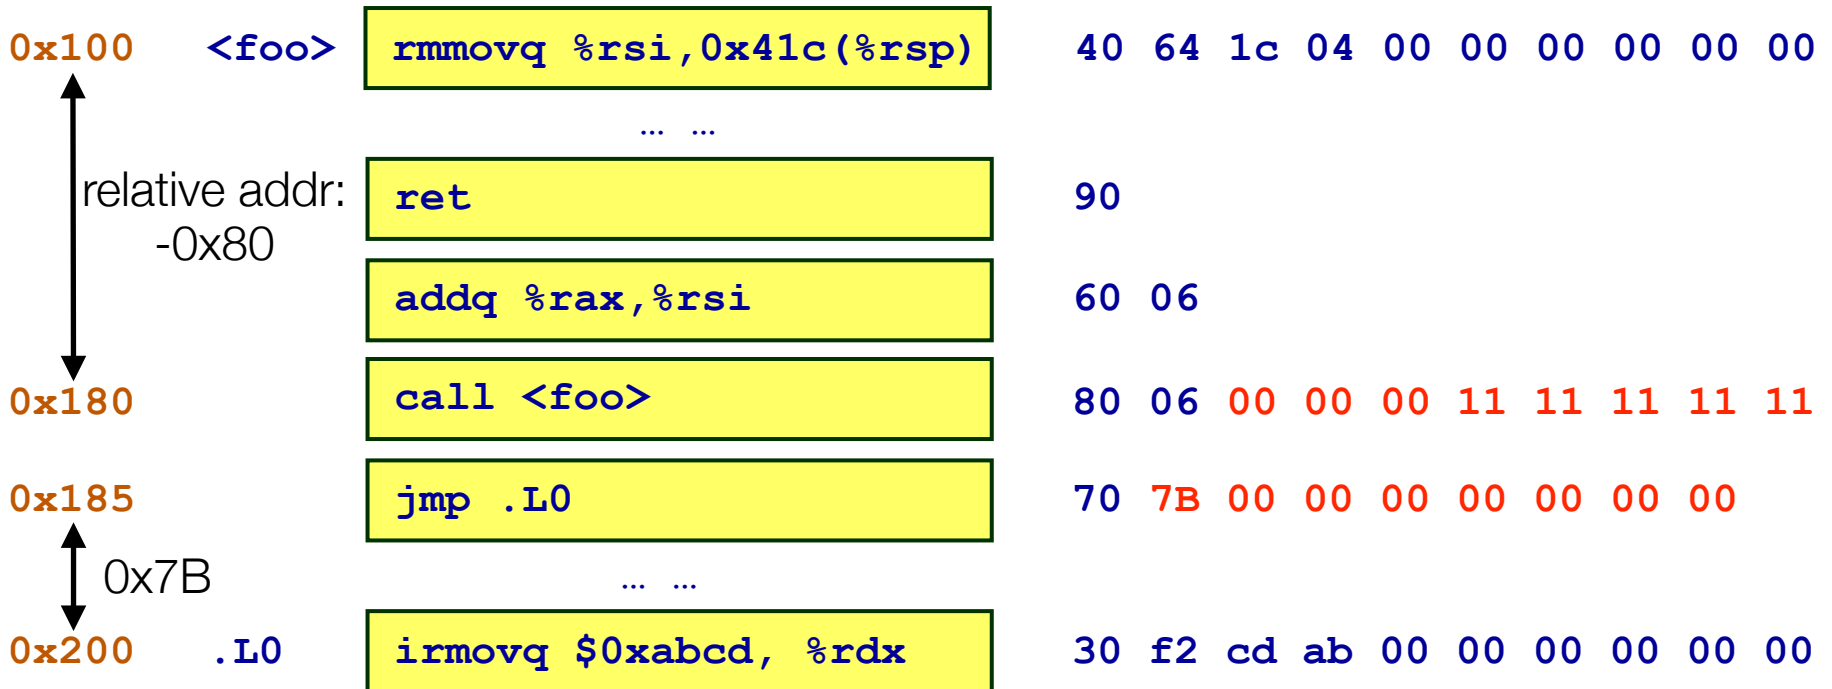 0x100 <foo> rmmovq %rsi,0x41c(%rsp) 40 64 1c 04 00 00 00 00 00 00
… …
relative addr:
-0x80
ret 90
addq %rax,%rsi 60 06
0x180 call <foo> 80 06 00 00 00 11 11 11 11 11
0x185 jmp .L0 70 7B 00 00 00 00 00 00 00
0x7B
… …
0x200 .L0 irmovq $0xabcd, %rdx 30 f2 cd ab 00 00 00 00 00 00